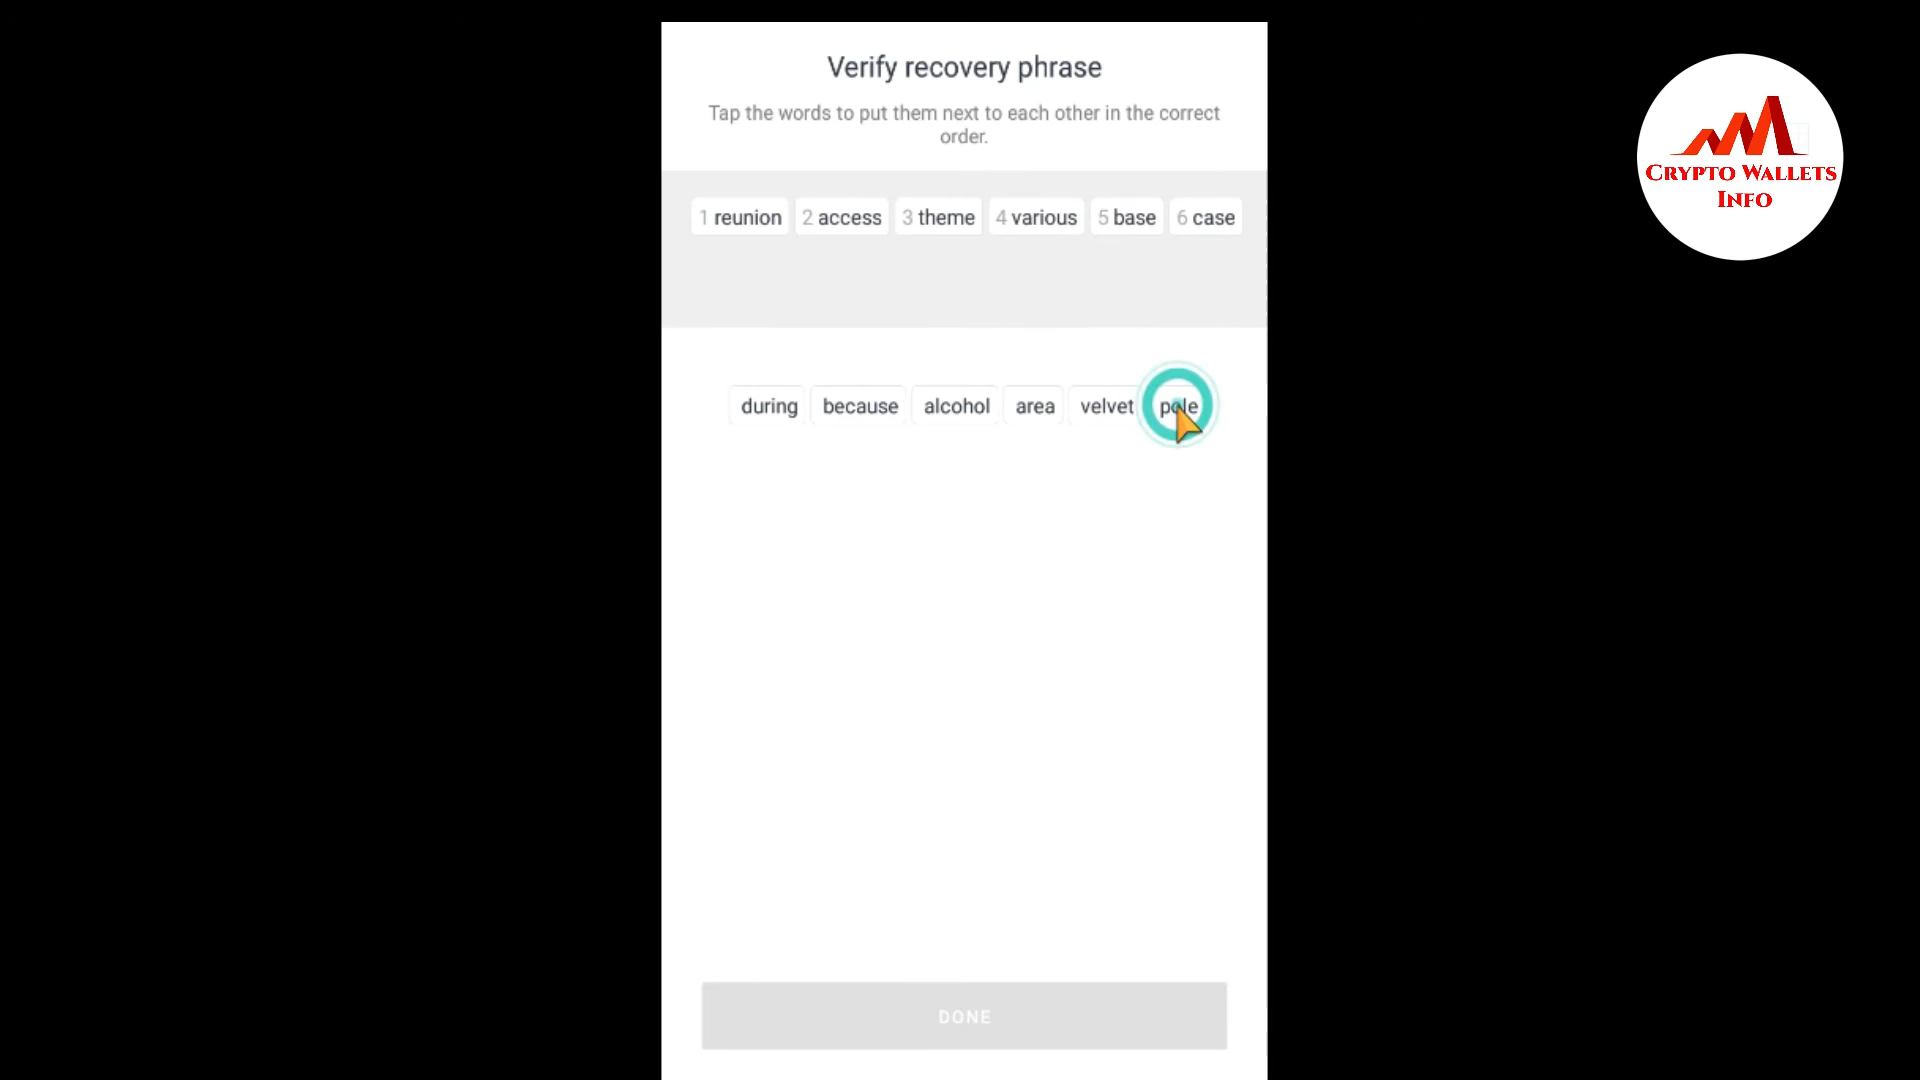 Verify recovery phrase
Tap the words to put them next to each other in the correct
order.
1 reunion 2 access 3 theme 4 various 5 base 6 case
during because alcohol area velvet pole
DONE
CRYPTO WALLETS
INFO